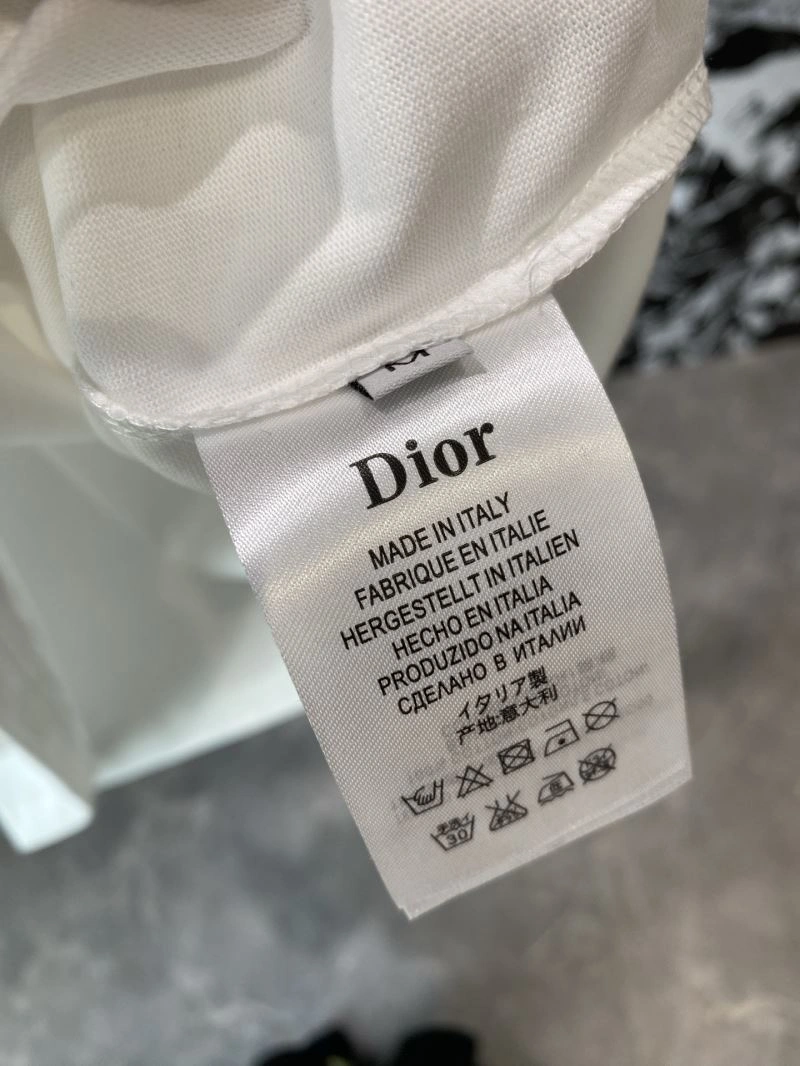 M
Dior
MADE IN ITALY
FABRIQUE EN ITALIE
HERGESTELLT IN ITALIEN
HECHO EN ITALIA
PRODUZIDO NA ITALIA
СДЕЛАНО В ИТАЛИИ
イタリア製
产地:意大利
30